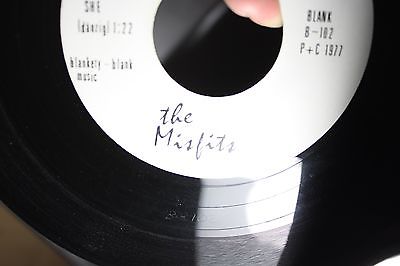 SHE
(danzig) 1:22
blankety-blank
music
BLANK
B-102
P+C 1977
the
Misfits